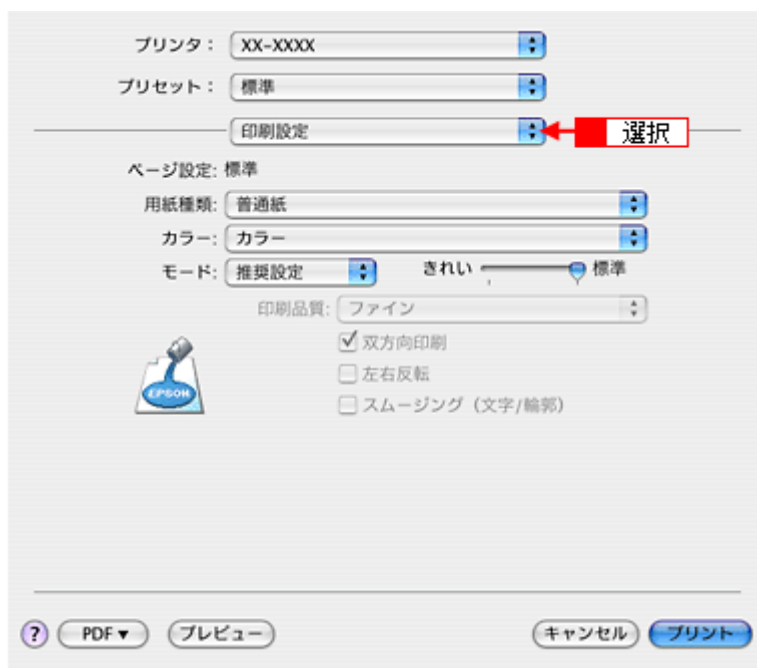 プリンタ： XX-XXXX
プリセット： 標準
印刷設定 選択
ページ設定: 標準
用紙種類: 普通紙
カラー: カラー
モード: 推奨設定 きれい 標準
印刷品質: ファイン
双方向印刷
左右反転
EPSON
スムージング（文字/輪郭）
? PDF▼ プレビュー キャンセル プリント